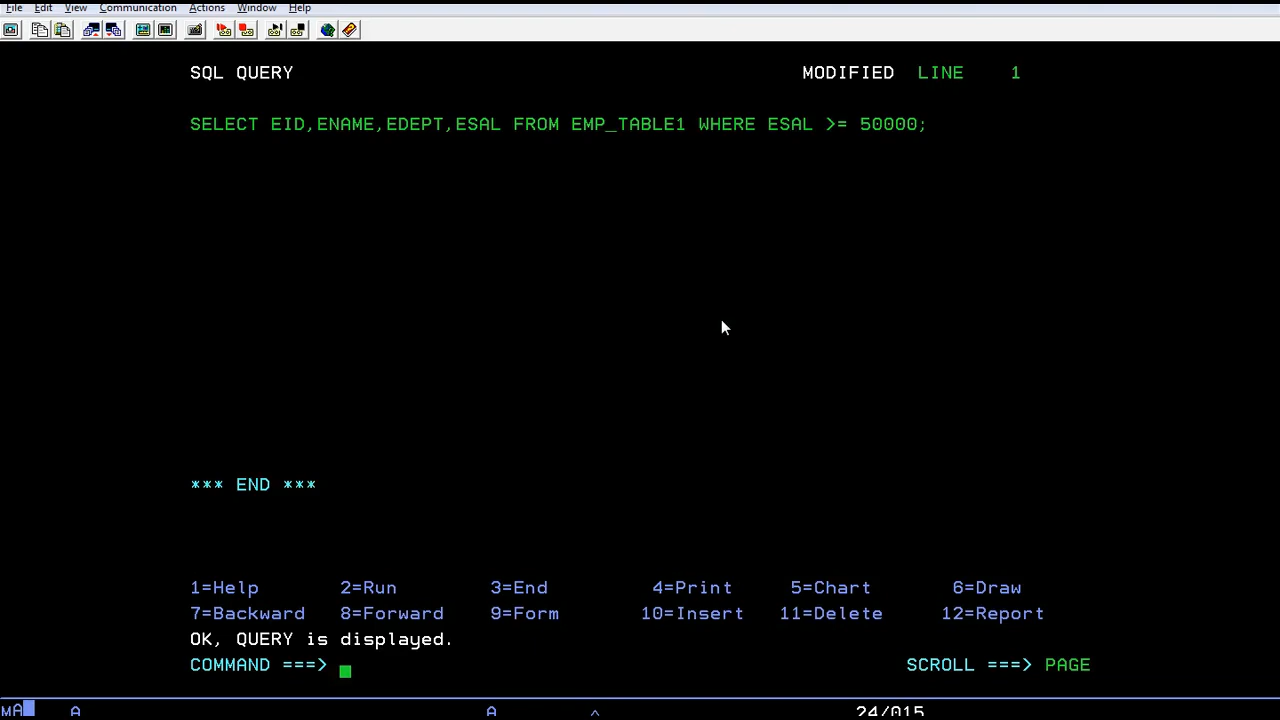 File Edit View Communication Actions Window Help
SQL QUERY MODIFIED LINE 1
SELECT EID,ENAME,EDEPT,ESAL FROM EMP_TABLE1 WHERE ESAL >= 50000;
*** END ***
1=Help 2=Run 3=End 4=Print 5=Chart 6=Draw
7=Backward 8=Forward 9=Form 10=Insert 11=Delete 12=Report
OK, QUERY is displayed.
COMMAND ===> SCROLL ===> PAGE
MA A A ^ 24/015